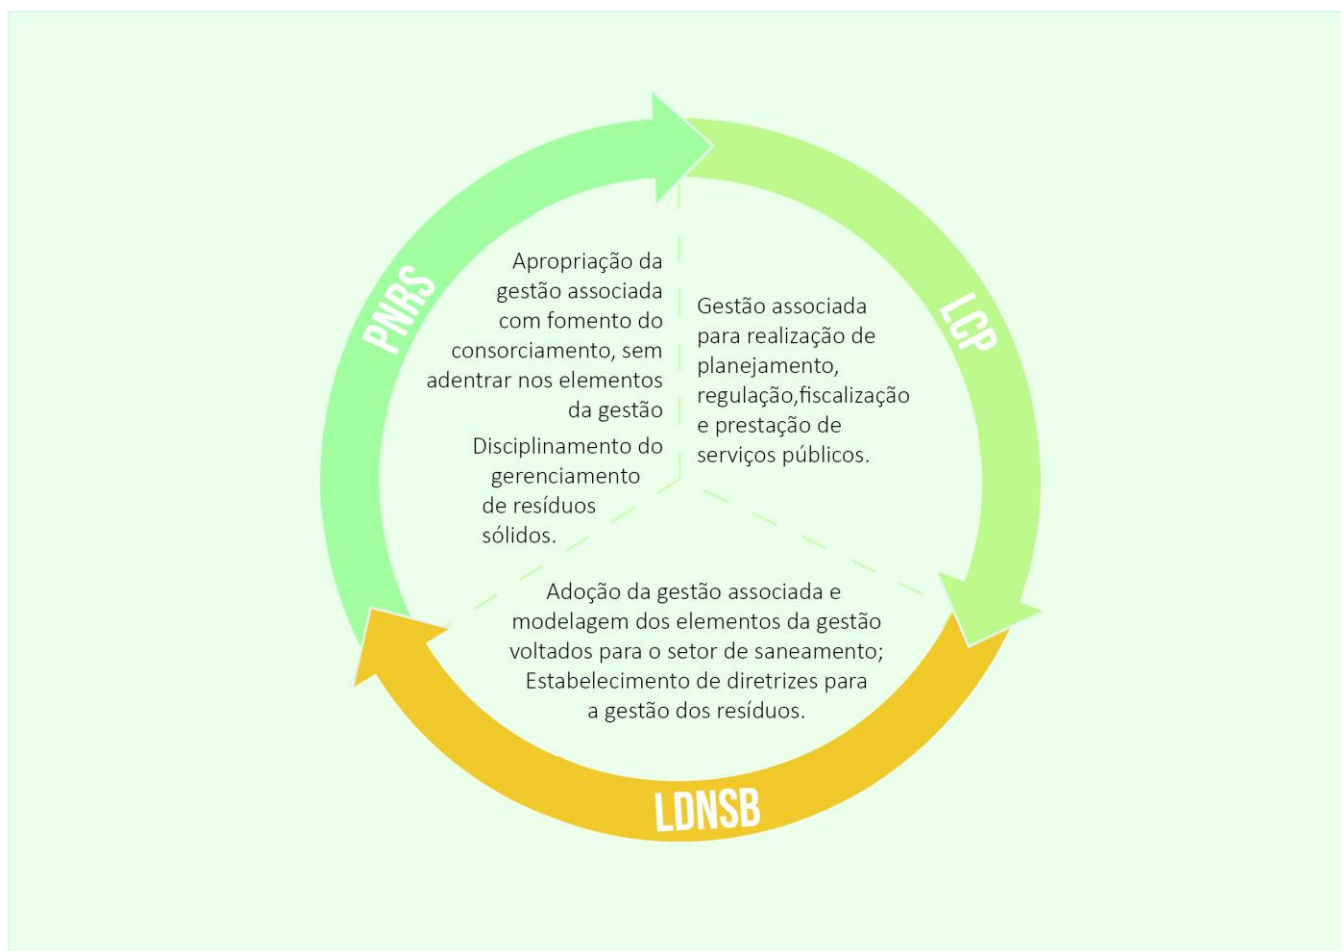 PNRS
Apropriação da
gestão associada
com fomento do
consorciamento, sem
adentrar nos elementos
da gestão
Disciplinamento do
gerenciamento
de resíduos
sólidos.
LCP
Gestão associada
para realização de
planejamento,
regulação,fiscalização
e prestação de
serviços públicos.
Adoção da gestão associada e
modelagem dos elementos da gestão
voltados para o setor de saneamento;
Estabelecimento de diretrizes para
a gestão dos resíduos.
LDNSB